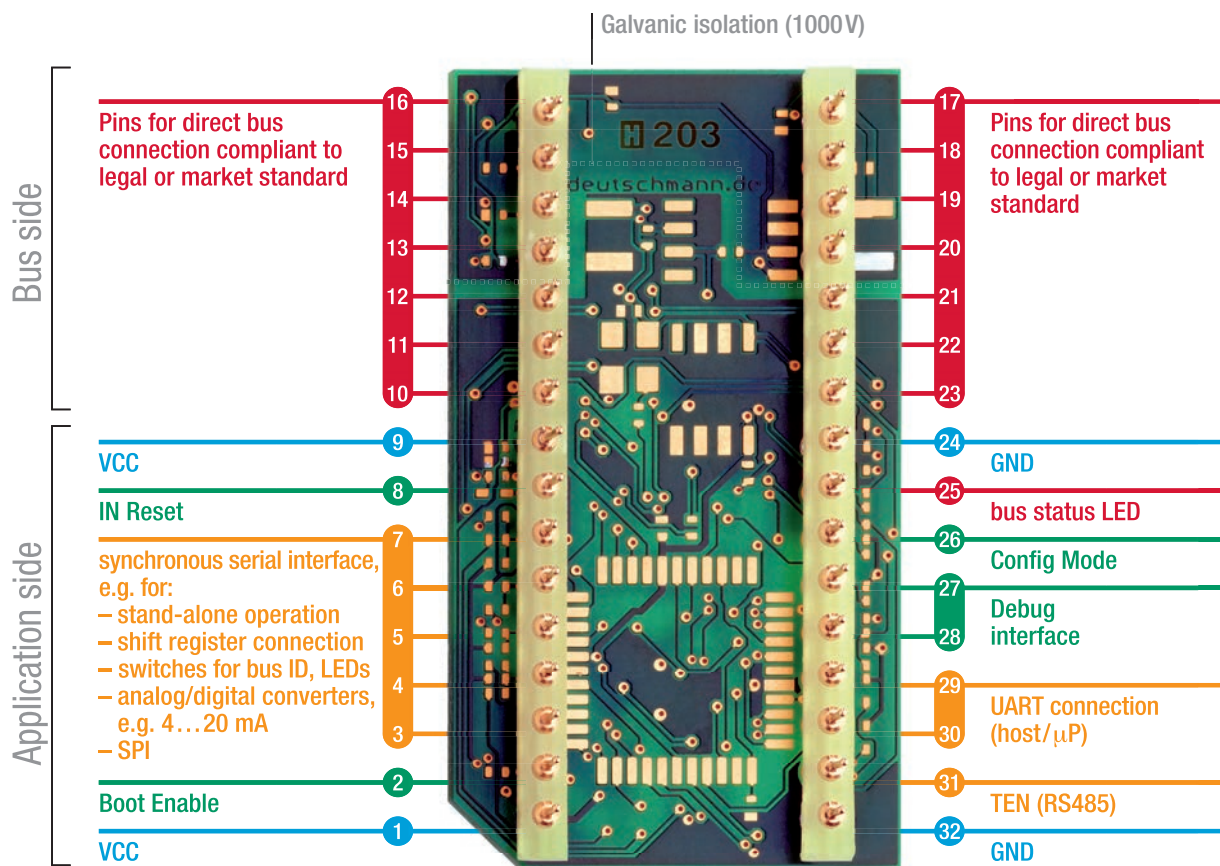 Galvanic isolation (1000 V)
Bus side
16
Pins for direct bus
connection compliant to
legal or market standard
15
14
13
12
11
10
17
Pins for direct bus
connection compliant
to legal or market
standard
18
19
20
21
22
23
203
deutschmann.de
Application side
9
VCC
8
IN Reset
7
synchronous serial interface,
e.g. for:
– stand-alone operation
– shift register connection
– switches for bus ID, LEDs
– analog/digital converters,
e.g. 4...20 mA
– SPI
6
5
4
3
2
Boot Enable
1
VCC
24
GND
25
bus status LED
26
Config Mode
27
Debug
interface
28
29
UART connection
(host/µP)
30
31
TEN (RS485)
32
GND